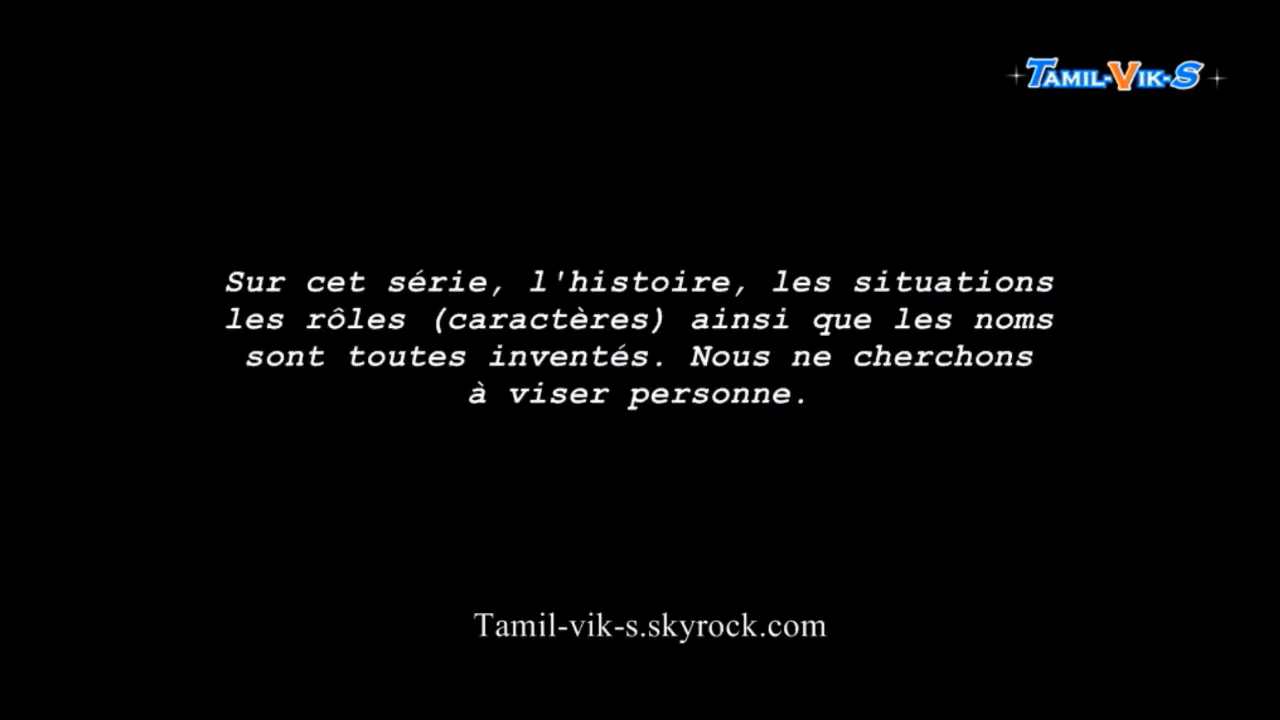 TAMIL-VIK-S
Sur cet série, l'histoire, les situations
les rôles (caractères) ainsi que les noms
sont toutes inventés. Nous ne cherchons
à viser personne.
Tamil-vik-s.skyrock.com